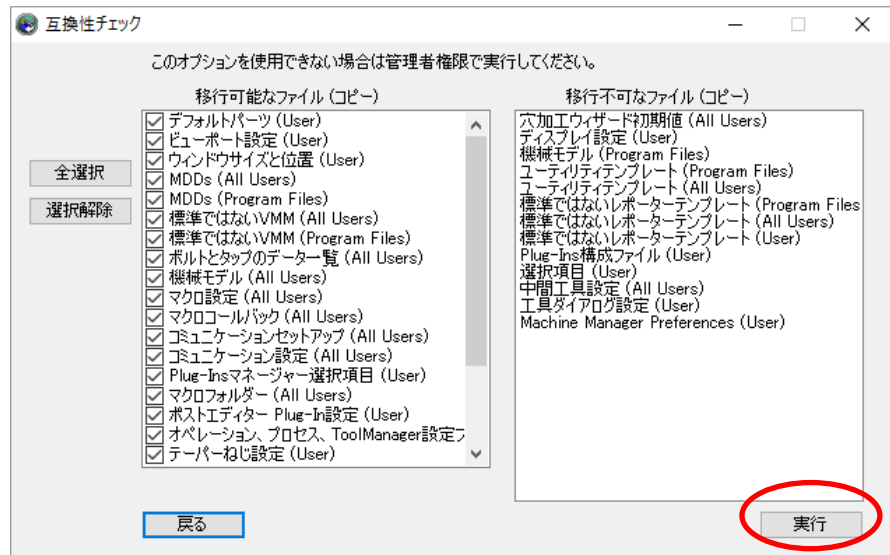 互換性チェック
このオプションを使用できない場合は管理者権限で実行してください。
移行可能なファイル (コピー)
全選択
選択解除
デフォルトパーツ (User)
ビューポート設定 (User)
ウィンドウサイズと位置 (User)
MDDs (All Users)
MDDs (Program Files)
標準ではないVMM (All Users)
標準ではないVMM (Program Files)
ボルトとタップのデータ一覧 (All Users)
機械モデル (All Users)
マクロ設定 (All Users)
マクロコールバック (All Users)
コミュニケーションセットアップ (All Users)
コミュニケーション設定 (All Users)
Plug-Insマネージャー選択項目 (User)
マクロフォルダー (All Users)
ポストエディター Plug-In設定 (User)
オペレーション、プロセス、ToolManager設定フ
テーパーねじ設定 (User)
移行不可なファイル (コピー)
穴加工ウィザード初期値 (All Users)
ディスプレイ設定 (User)
機械モデル (Program Files)
ユーティリティテンプレート (Program Files)
ユーティリティテンプレート (All Users)
標準ではないレポーターテンプレート (Program Files
標準ではないレポーターテンプレート (All Users)
標準ではないレポーターテンプレート (User)
Plug-Ins構成ファイル (User)
選択項目 (User)
中間工具設定 (All Users)
工具ダイアログ設定 (User)
Machine Manager Preferences (User)
戻る
実行